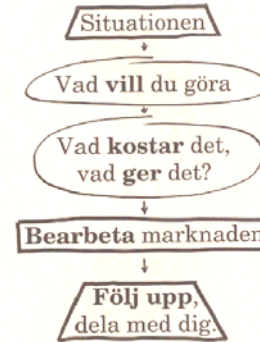 Situationen
Vad vill du göra
Vad kostar det,
vad ger det?
Bearbeta marknaden
Följ upp,
dela med dig.